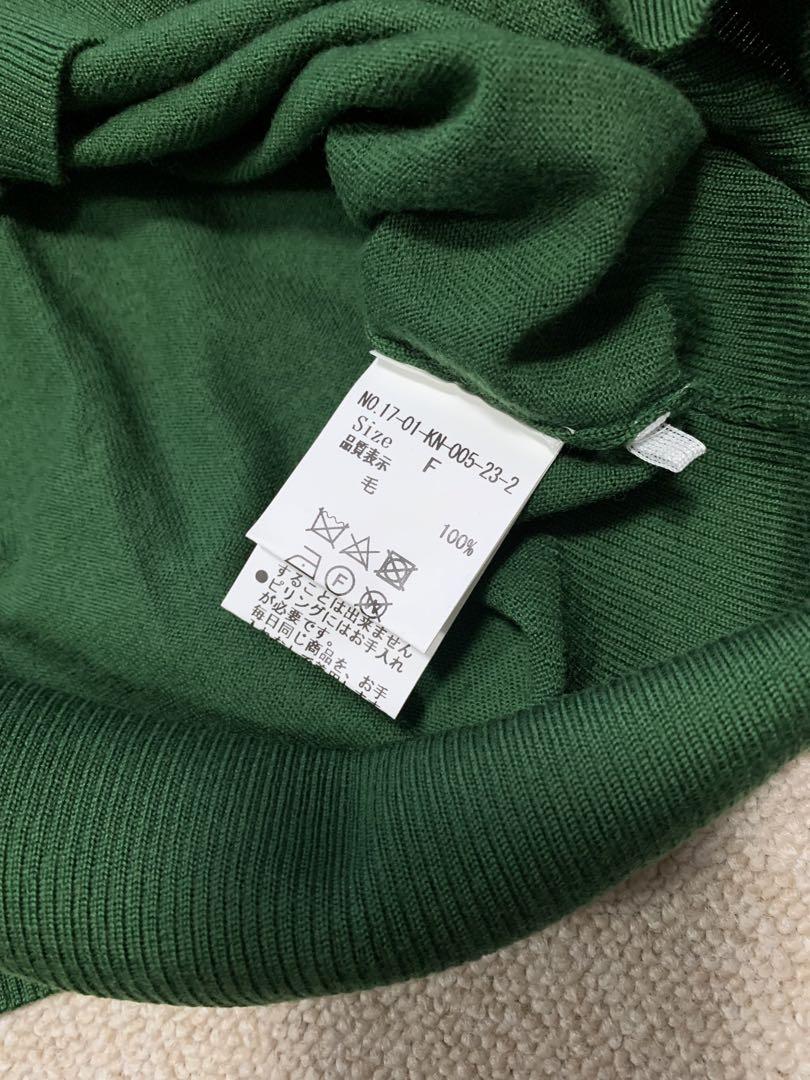 NO.17-01-KN-005-23-2
Size F
品質表示
毛 100%
F
することは出来ません
●ピリングにはお手入れ
が必要です。
毎日同じ商品を、お手